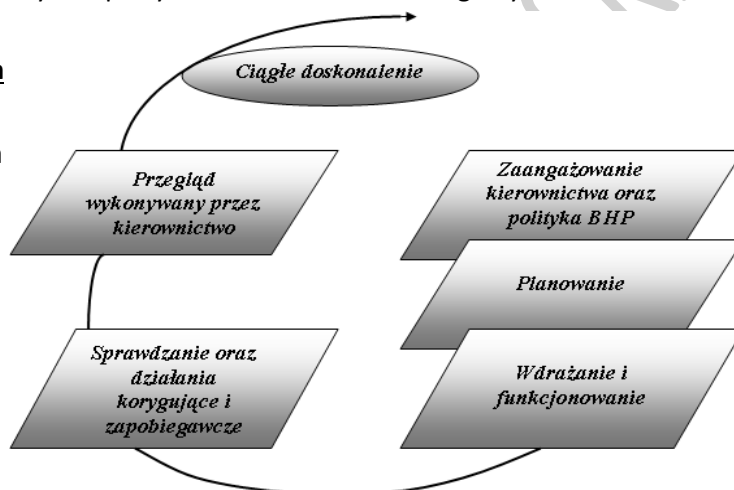 Ciągłe doskonalenie
Przegląd
wykonywany przez
kierownictwo
Zaangażowanie
kierownictwa oraz
polityka BHP
Planowanie
Wdrażanie i
funkcjonowanie
Sprawdzanie oraz
działania
korygujące i
zapobiegawcze